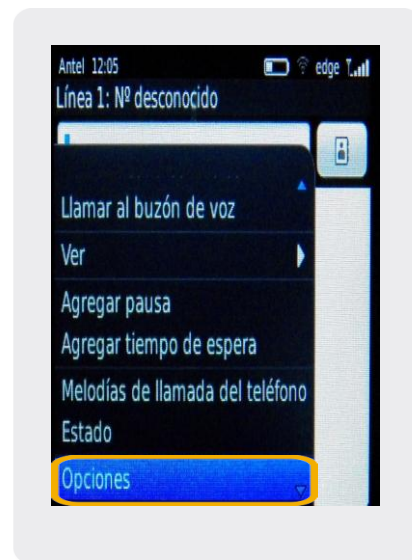 Antel 12:05 edge
Línea 1: Nº desconocido
Llamar al buzón de voz
Ver
Agregar pausa
Agregar tiempo de espera
Melodías de llamada del teléfono
Estado
Opciones